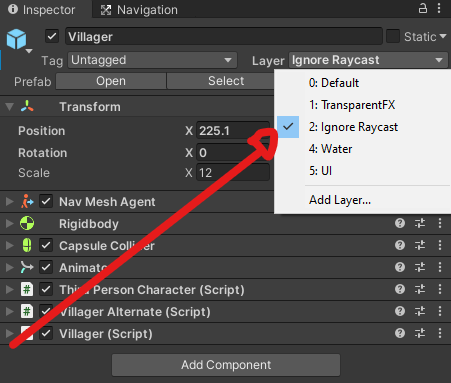 Inspector Navigation
Villager Static
Tag Untagged Layer Ignore Raycast
Prefab Open Select
0: Default
1: TransparentFX
2: Ignore Raycast
4: Water
5: UI
Add Layer...
Transform
Position X 225.1
Rotation X 0
Scale X 12
Nav Mesh Agent
Rigidbody
Capsule Collider
Animator
Third Person Character (Script)
Villager Alternate (Script)
Villager (Script)
Add Component